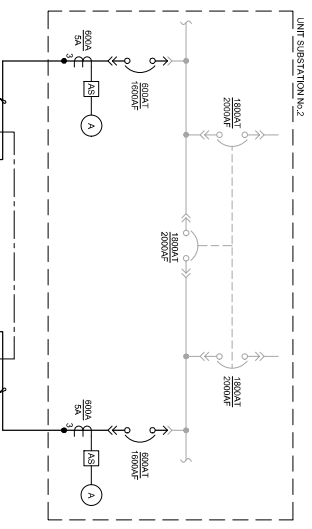 UNIT SUBSTATION No.2
1800AT
2000AF
1800AT
2000AF
1800AT
2000AF
600AT
1600AF
600AT
1600AF
600A
5A
3
AS
A
600A
5A
3
AS
A